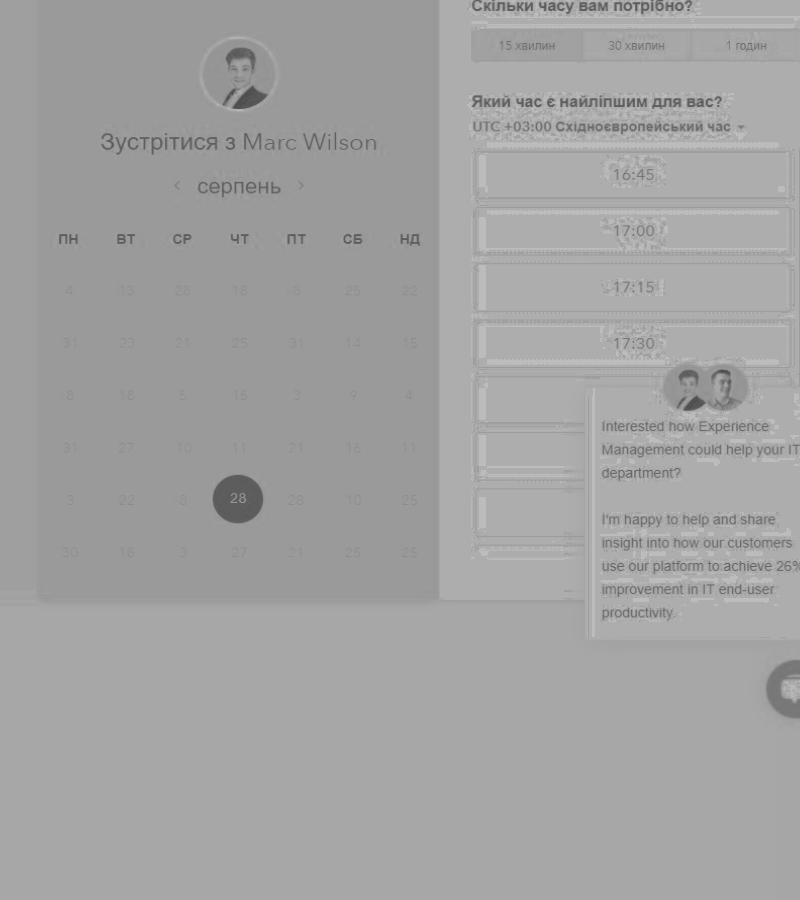 Скільки часу вам потрібно?
15 хвилин 30 хвилин 1 годин
Який час є найліпшим для вас?
UTC +03:00 Східноєвропейський час
16:45
17:00
17:15
17:30
Зустрітися з Marc Wilson
серпень
ПН ВТ СР ЧТ ПТ СБ НД
4 13 28 18 8 25 22
31 23 21 25 31 14 15
8 18 5 15 3 9 4
31 27 10 11 21 16 11
3 22 8 28 28 10 25
30 16 3 27 21 25 25
Interested how Experience
Management could help your IT
department?
I'm happy to help and share
insight into how our customers
use our platform to achieve 26%
improvement in IT end-user
productivity.